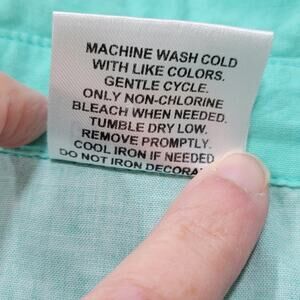 MACHINE WASH COLD
WITH LIKE COLORS.
GENTLE CYCLE.
ONLY NON-CHLORINE
BLEACH WHEN NEEDED.
TUMBLE DRY LOW.
REMOVE PROMPTLY.
COOL IRON IF NEEDED
DO NOT IRON